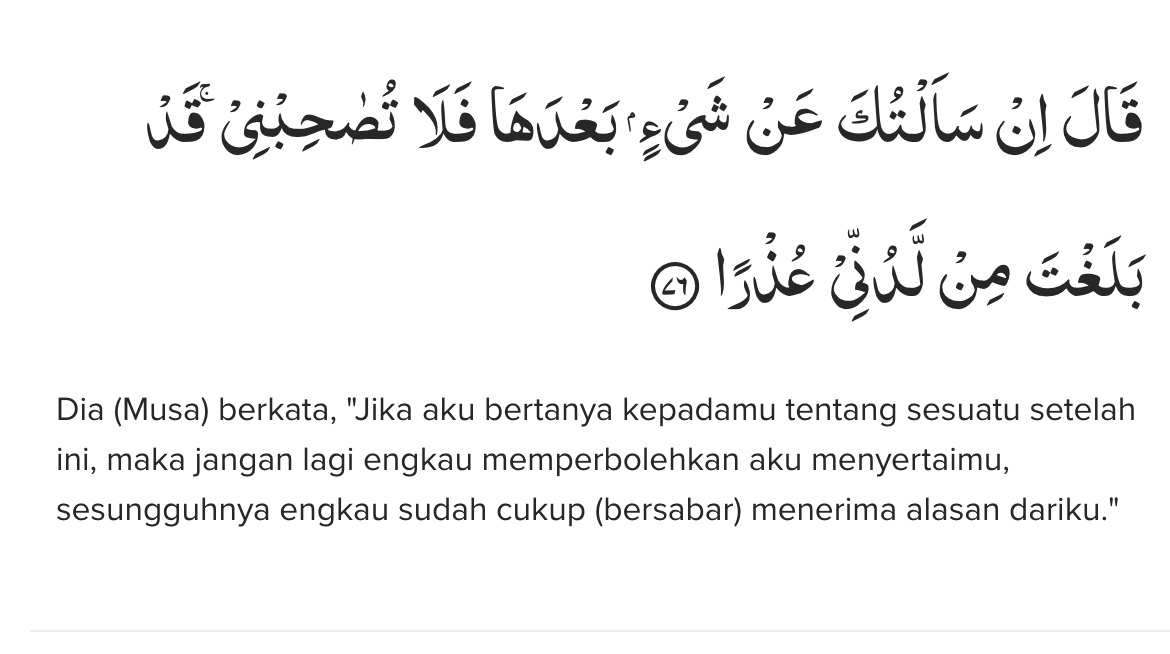 قَالَ اِنْ سَاَلْتُكَ عَنْ شَيْءٍۢ بَعْدَهَا فَلَا تُصٰحِبْنِيْۚ قَدْ
بَلَغْتَ مِنْ لَّدُنِّيْ عُذْرًا ٧٦
Dia (Musa) berkata, "Jika aku bertanya kepadamu tentang sesuatu setelah
ini, maka jangan lagi engkau memperbolehkan aku menyertaimu,
sesungguhnya engkau sudah cukup (bersabar) menerima alasan dariku."